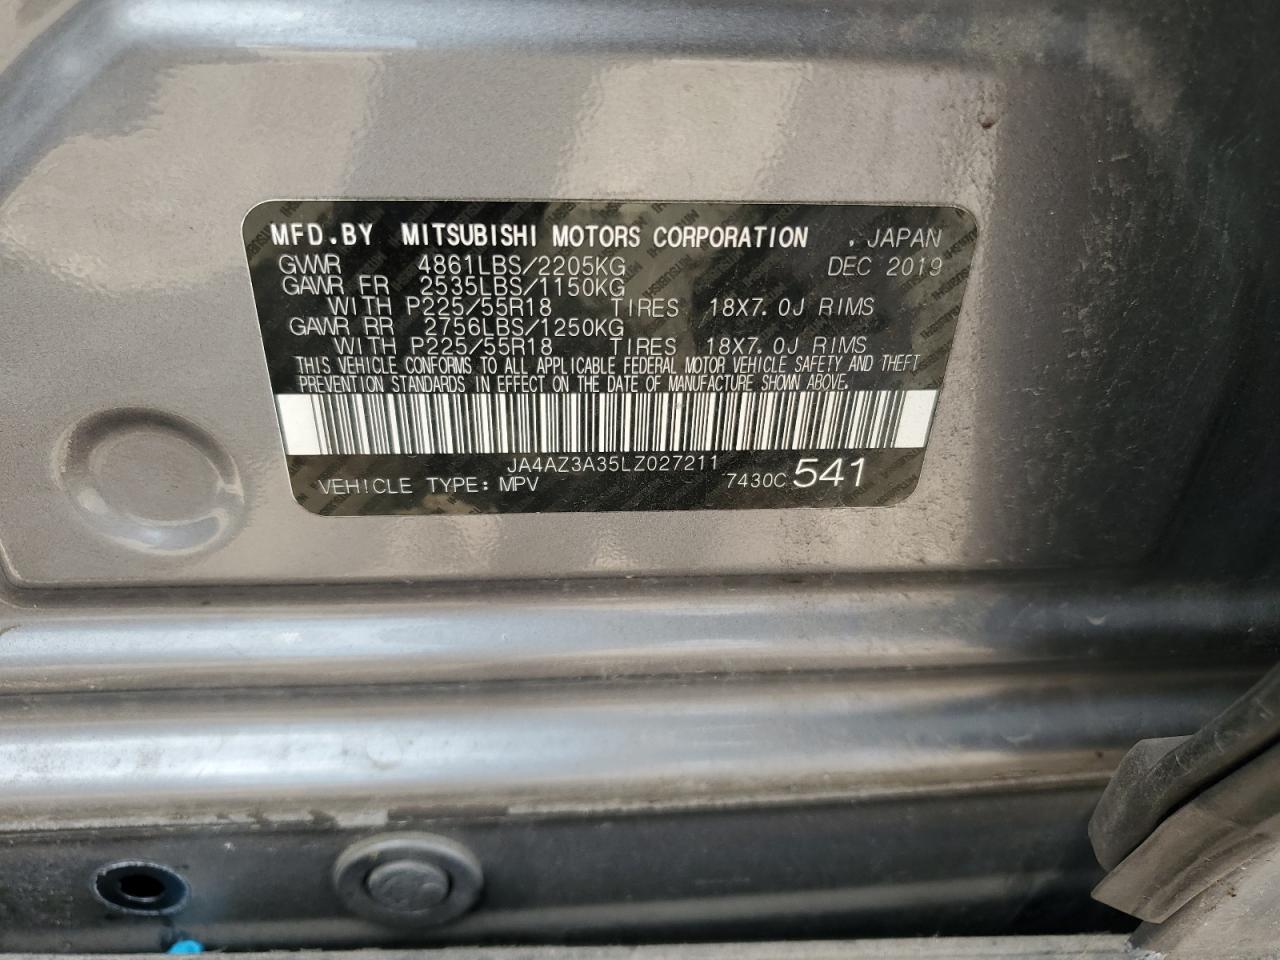 MFD.BY MITSUBISHI MOTORS CORPORATION . JAPAN
GVWR 4861LBS/2205KG DEC 2019
GAWR FR 2535LBS/1150KG
WITH P225/55R18 TIRES 18X7.0J RIMS
GAWR RR 2756LBS/1250KG
WITH P225/55R18 TIRES 18X7.0J RIMS
THIS VEHICLE CONFORMS TO ALL APPLICABLE FEDERAL MOTOR VEHICLE SAFETY AND THEFT
PREVENTION STANDARDS IN EFFECT ON THE DATE OF MANUFACTURE SHOWN ABOVE.
JA4AZ3A35LZ027211
VEHICLE TYPE: MPV 7430C 541